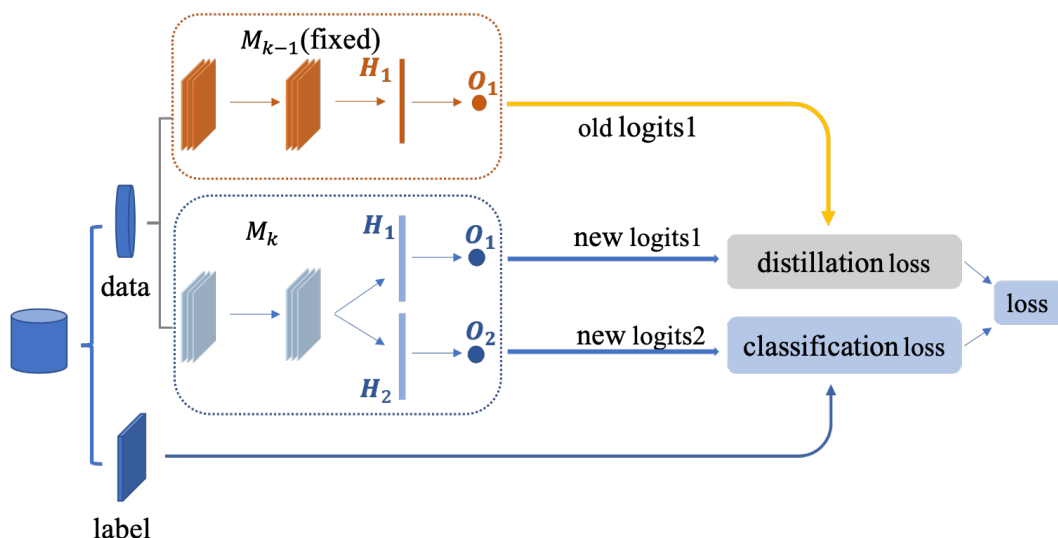 M_{k-1}(fixed)
H_1
O_1
old logits1
M_k
H_1
O_1
new logits1
distillation loss
data
loss
O_2
new logits2
classification loss
H_2
label